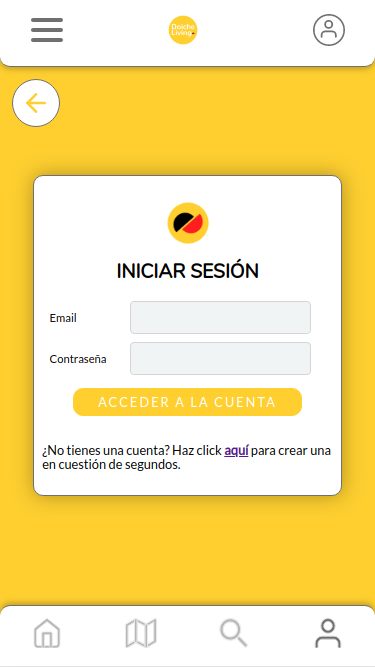 Dolche
Living.
INICIAR SESIÓN
Email
Contraseña
ACCEDER A LA CUENTA
¿No tienes una cuenta? Haz click aquí para crear una
en cuestión de segundos.